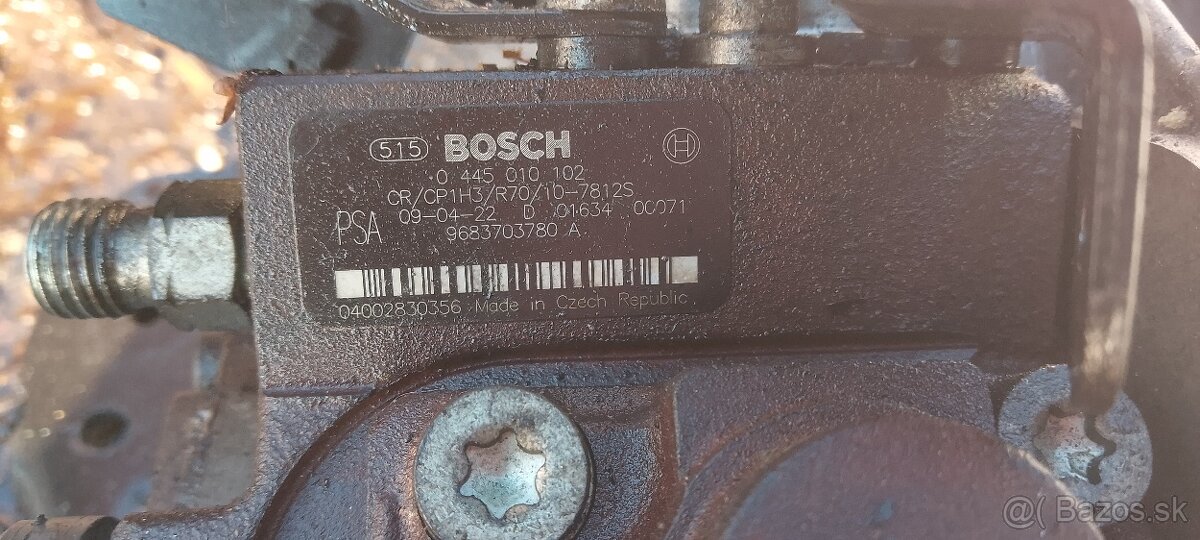 515 BOSCH
0 445 010 102
CR/CP1H3/R70/10-7812S
09-04-22 D 01634 00071
PSA 9683703780 A
04002830356 Made in Czech Republic
@ Bazos.sk